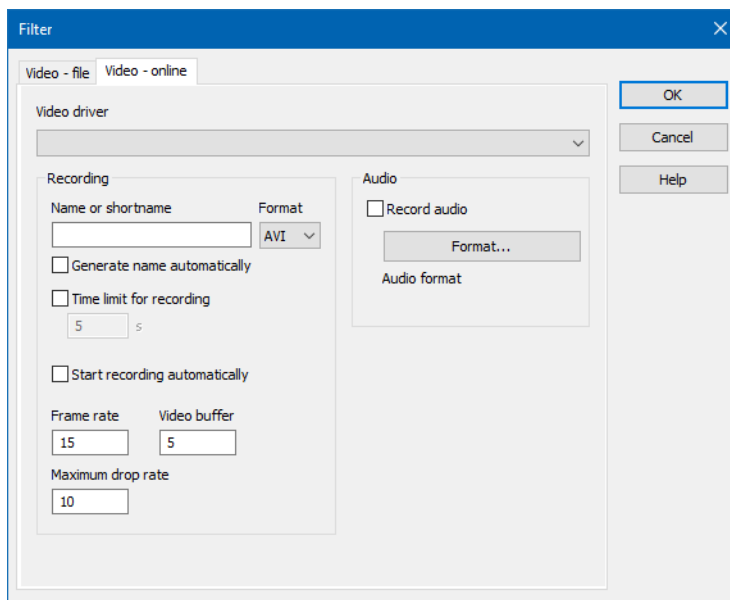 Filter
Video - file
Video - online
Video driver
OK
Cancel
Help
Recording
Name or shortname
Format
AVI
Generate name automatically
Time limit for recording
5
s
Start recording automatically
Frame rate
Video buffer
15
5
Maximum drop rate
10
Audio
Record audio
Format...
Audio format